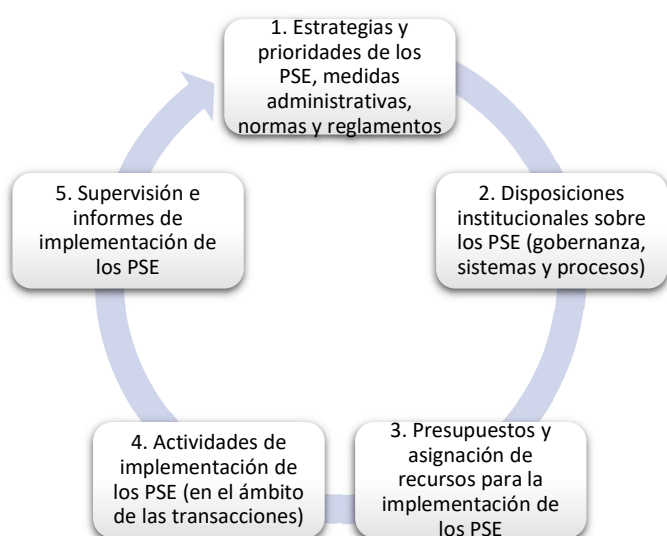 1. Estrategias y
prioridades de los
PSE, medidas
administrativas,
normas y reglamentos
2. Disposiciones
institucionales sobre
los PSE (gobernanza,
sistemas y procesos)
3. Presupuestos y
asignación de
recursos para la
implementación de
los PSE
4. Actividades de
implementación de
los PSE (en el ámbito
de las transacciones)
5. Supervisión e
informes de
implementación de
los PSE